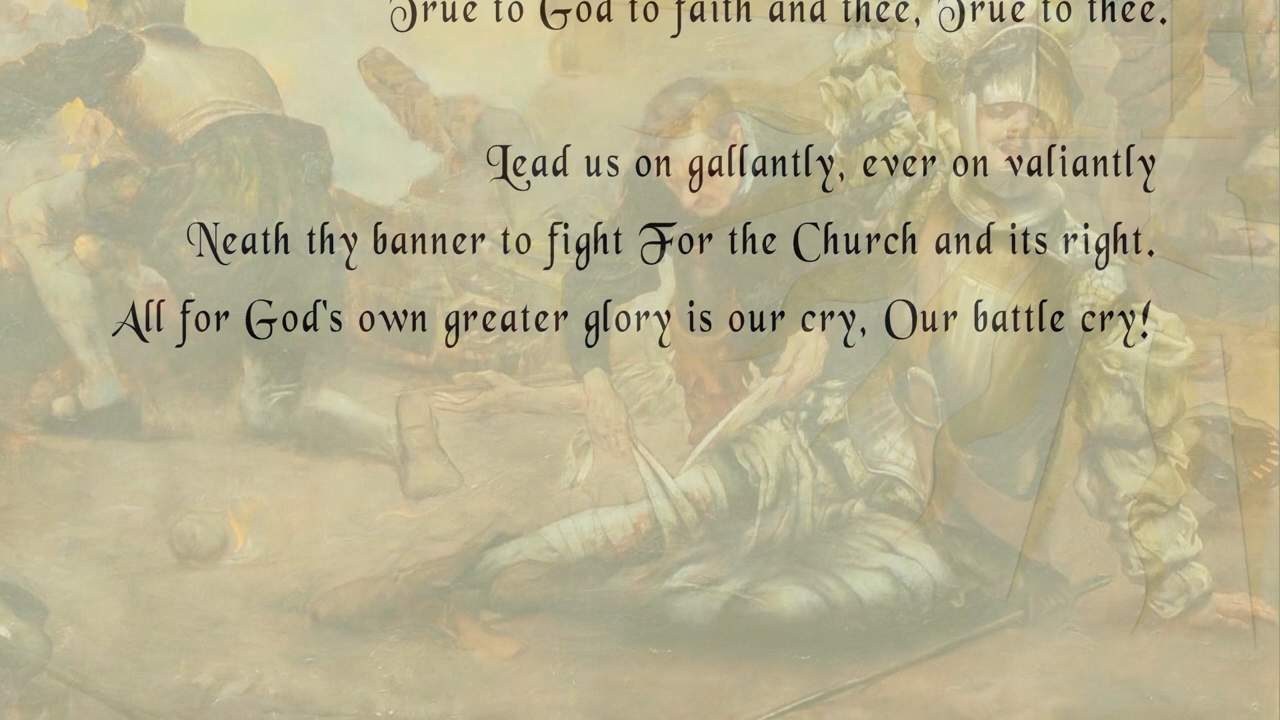 True to God to faith and thee, True to thee.
Lead us on gallantly, ever on valiantly
Neath thy banner to fight For the Church and its right.
All for God's own greater glory is our cry, Our battle cry!